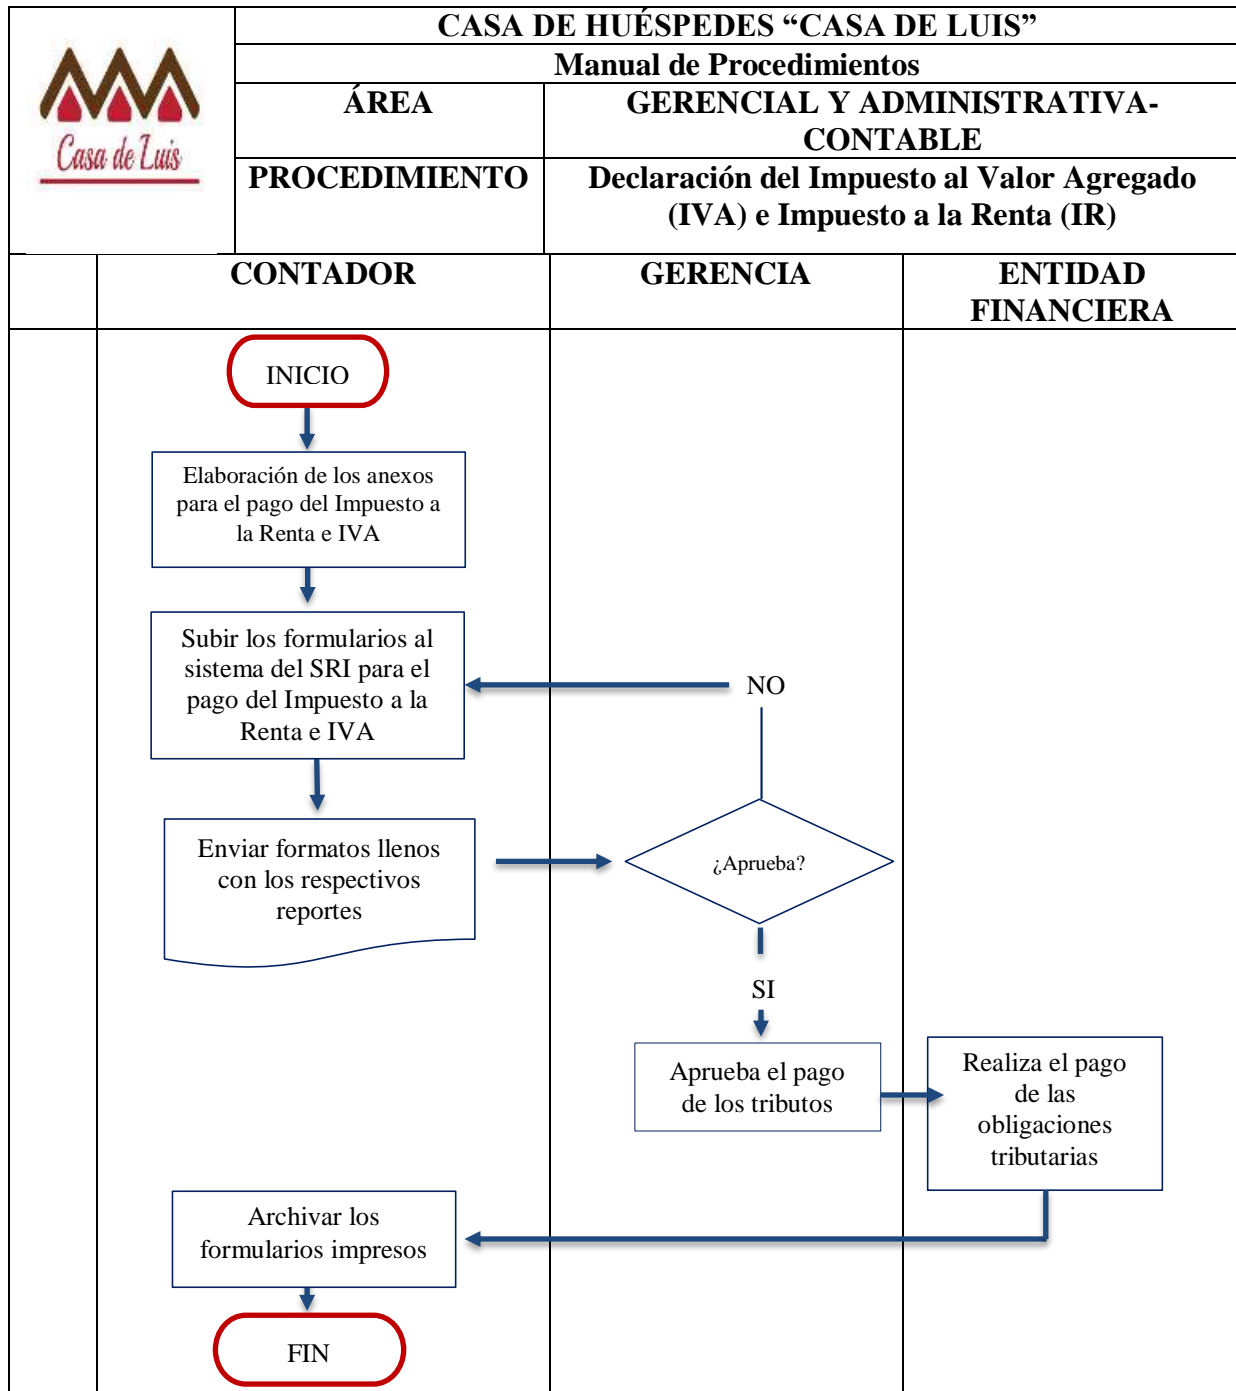 CASA DE HUÉSPEDES “CASA DE LUIS”
Manual de Procedimientos
Casa de Luis
ÁREA
GERENCIAL Y ADMINISTRATIVA-
CONTABLE
PROCEDIMIENTO
Declaración del Impuesto al Valor Agregado
(IVA) e Impuesto a la Renta (IR)
CONTADOR
GERENCIA
ENTIDAD
FINANCIERA
INICIO
Elaboración de los anexos
para el pago del Impuesto a
la Renta e IVA
Subir los formularios al
sistema del SRI para el
pago del Impuesto a la
Renta e IVA
NO
Enviar formatos llenos
con los respectivos
reportes
¿Aprueba?
SI
Aprueba el pago
de los tributos
Realiza el pago
de las
obligaciones
tributarias
Archivar los
formularios impresos
FIN